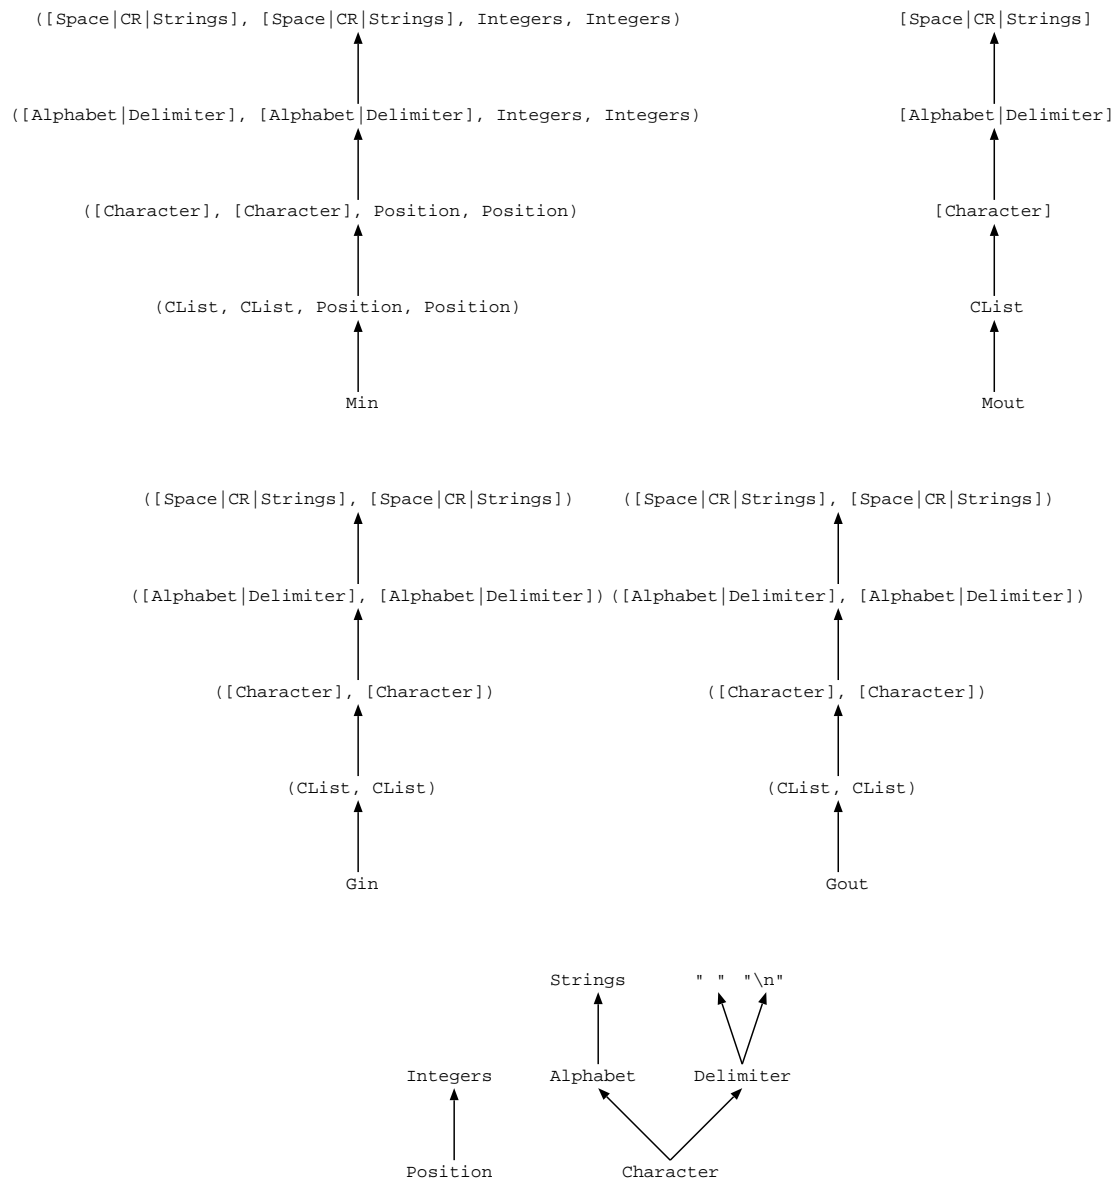 ([Space|CR|Strings], [Space|CR|Strings], Integers, Integers) [Space|CR|Strings]
([Alphabet|Delimiter], [Alphabet|Delimiter], Integers, Integers) [Alphabet|Delimiter]
([Character], [Character], Position, Position) [Character]
(CList, CList, Position, Position) CList
Min Mout
([Space|CR|Strings], [Space|CR|Strings]) ([Space|CR|Strings], [Space|CR|Strings])
([Alphabet|Delimiter], [Alphabet|Delimiter]) ([Alphabet|Delimiter], [Alphabet|Delimiter])
([Character], [Character]) ([Character], [Character])
(CList, CList) (CList, CList)
Gin Gout
Strings " " "\n"
Integers Alphabet Delimiter
Position Character